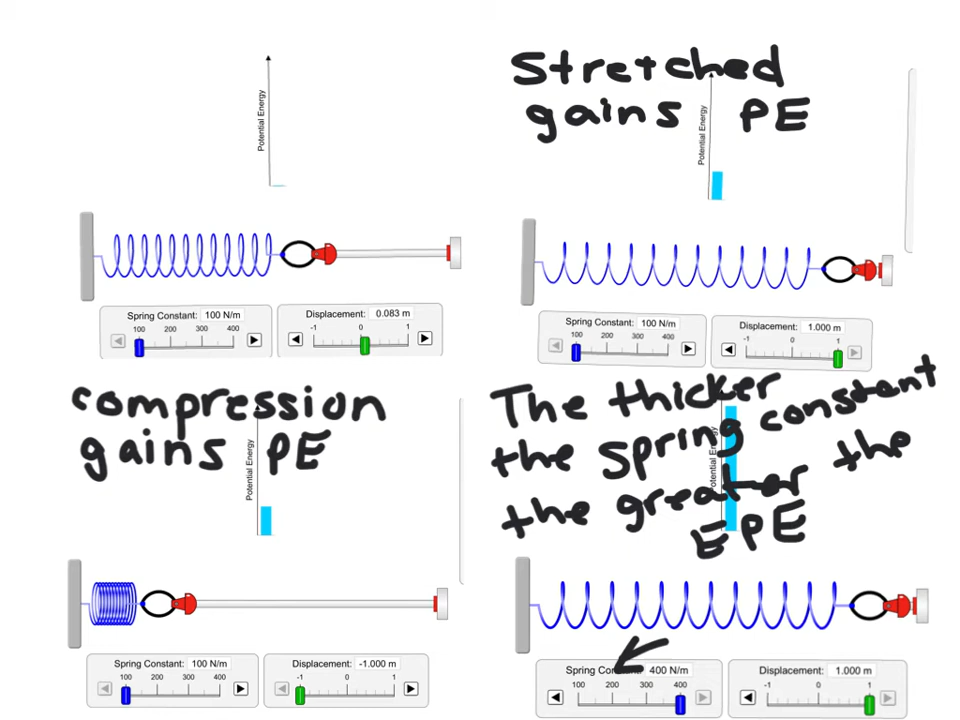 Stretched
gains PE
Potential Energy
Potential Energy
Spring Constant: 100 N/m
100 200 300 400
Displacement: 0.083 m
-1 0 1
Spring Constant: 100 N/m
100 200 300 400
Displacement: 1.000 m
-1 0 1
compression
gains PE
Potential Energy
The thicker
the spring constant
the greater the
EPE
Potential Energy
Spring Constant: 100 N/m
100 200 300 400
Displacement: -1.000 m
-1 0 1
Spring Con 400 N/m
100 200 300 400
Displacement: 1.000 m
-1 0 1